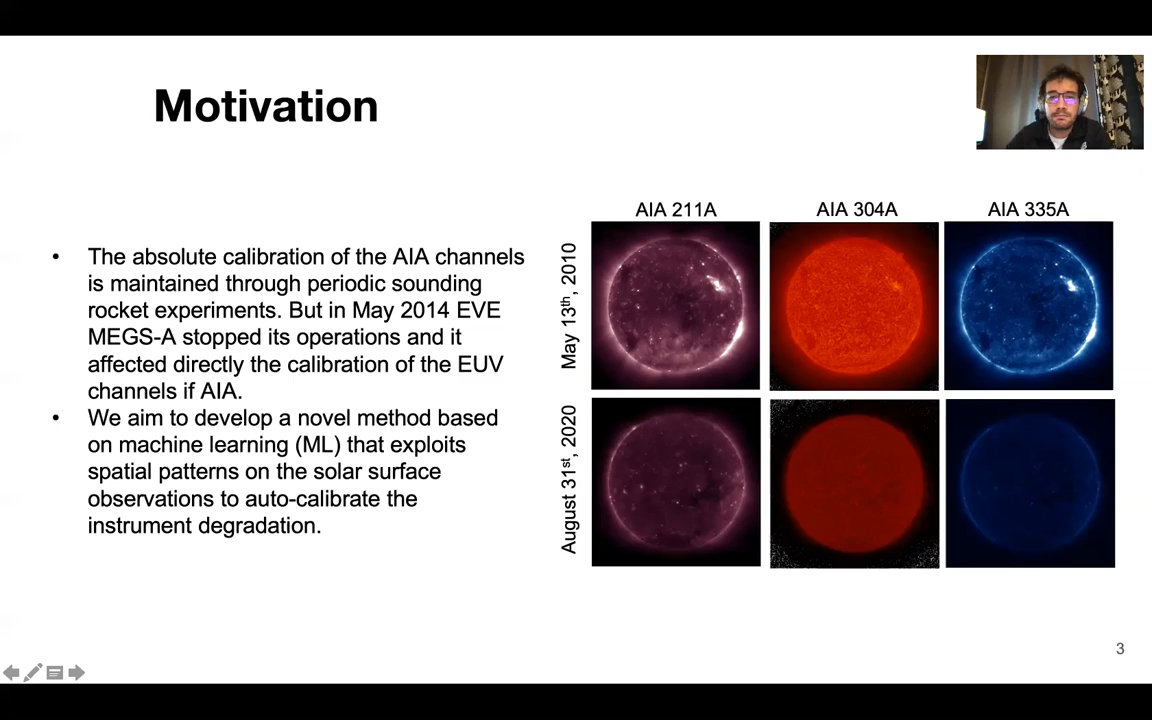 Motivation
• The absolute calibration of the AIA channels
is maintained through periodic sounding
rocket experiments. But in May 2014 EVE
MEGS-A stopped its operations and it
affected directly the calibration of the EUV
channels if AIA.
• We aim to develop a novel method based
on machine learning (ML) that exploits
spatial patterns on the solar surface
observations to auto-calibrate the
instrument degradation.
AIA 211A
AIA 304A
AIA 335A
May 13th, 2010
August 31st, 2020
3